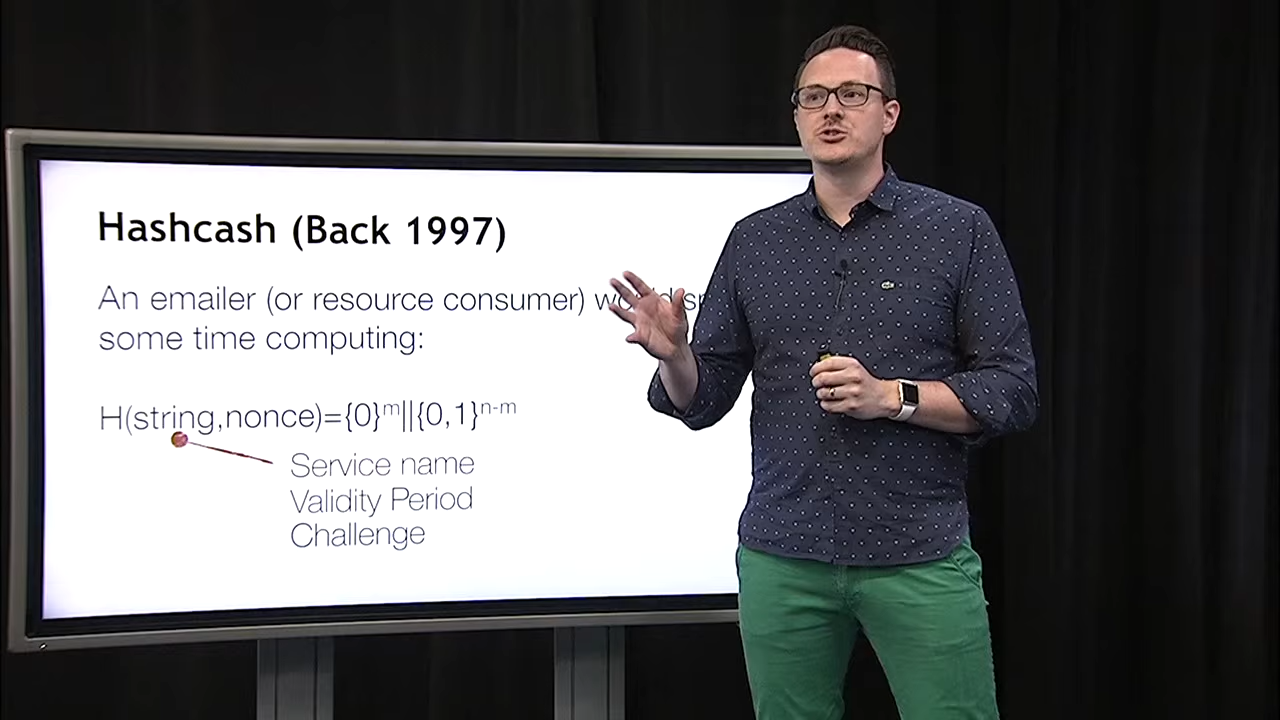 Hashcash (Back 1997)
An emailer (or resource consumer)
some time computing:
H(string,nonce)={0}ᵐ||{0,1}ⁿ⁻ᵐ
Service name
Validity Period
Challenge